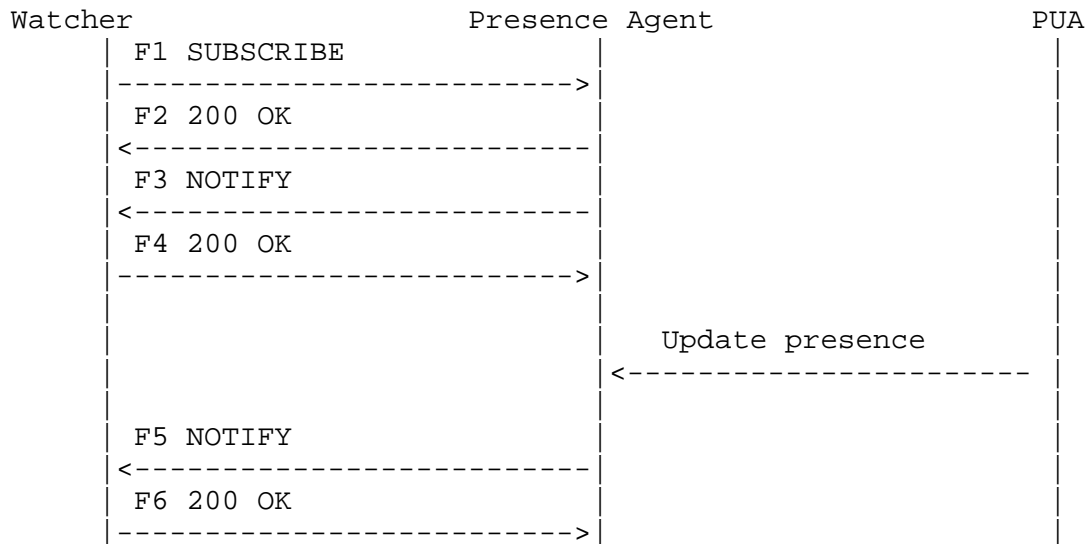 Watcher Presence Agent PUA
F1 SUBSCRIBE
F2 200 OK
F3 NOTIFY
F4 200 OK
Update presence
F5 NOTIFY
F6 200 OK